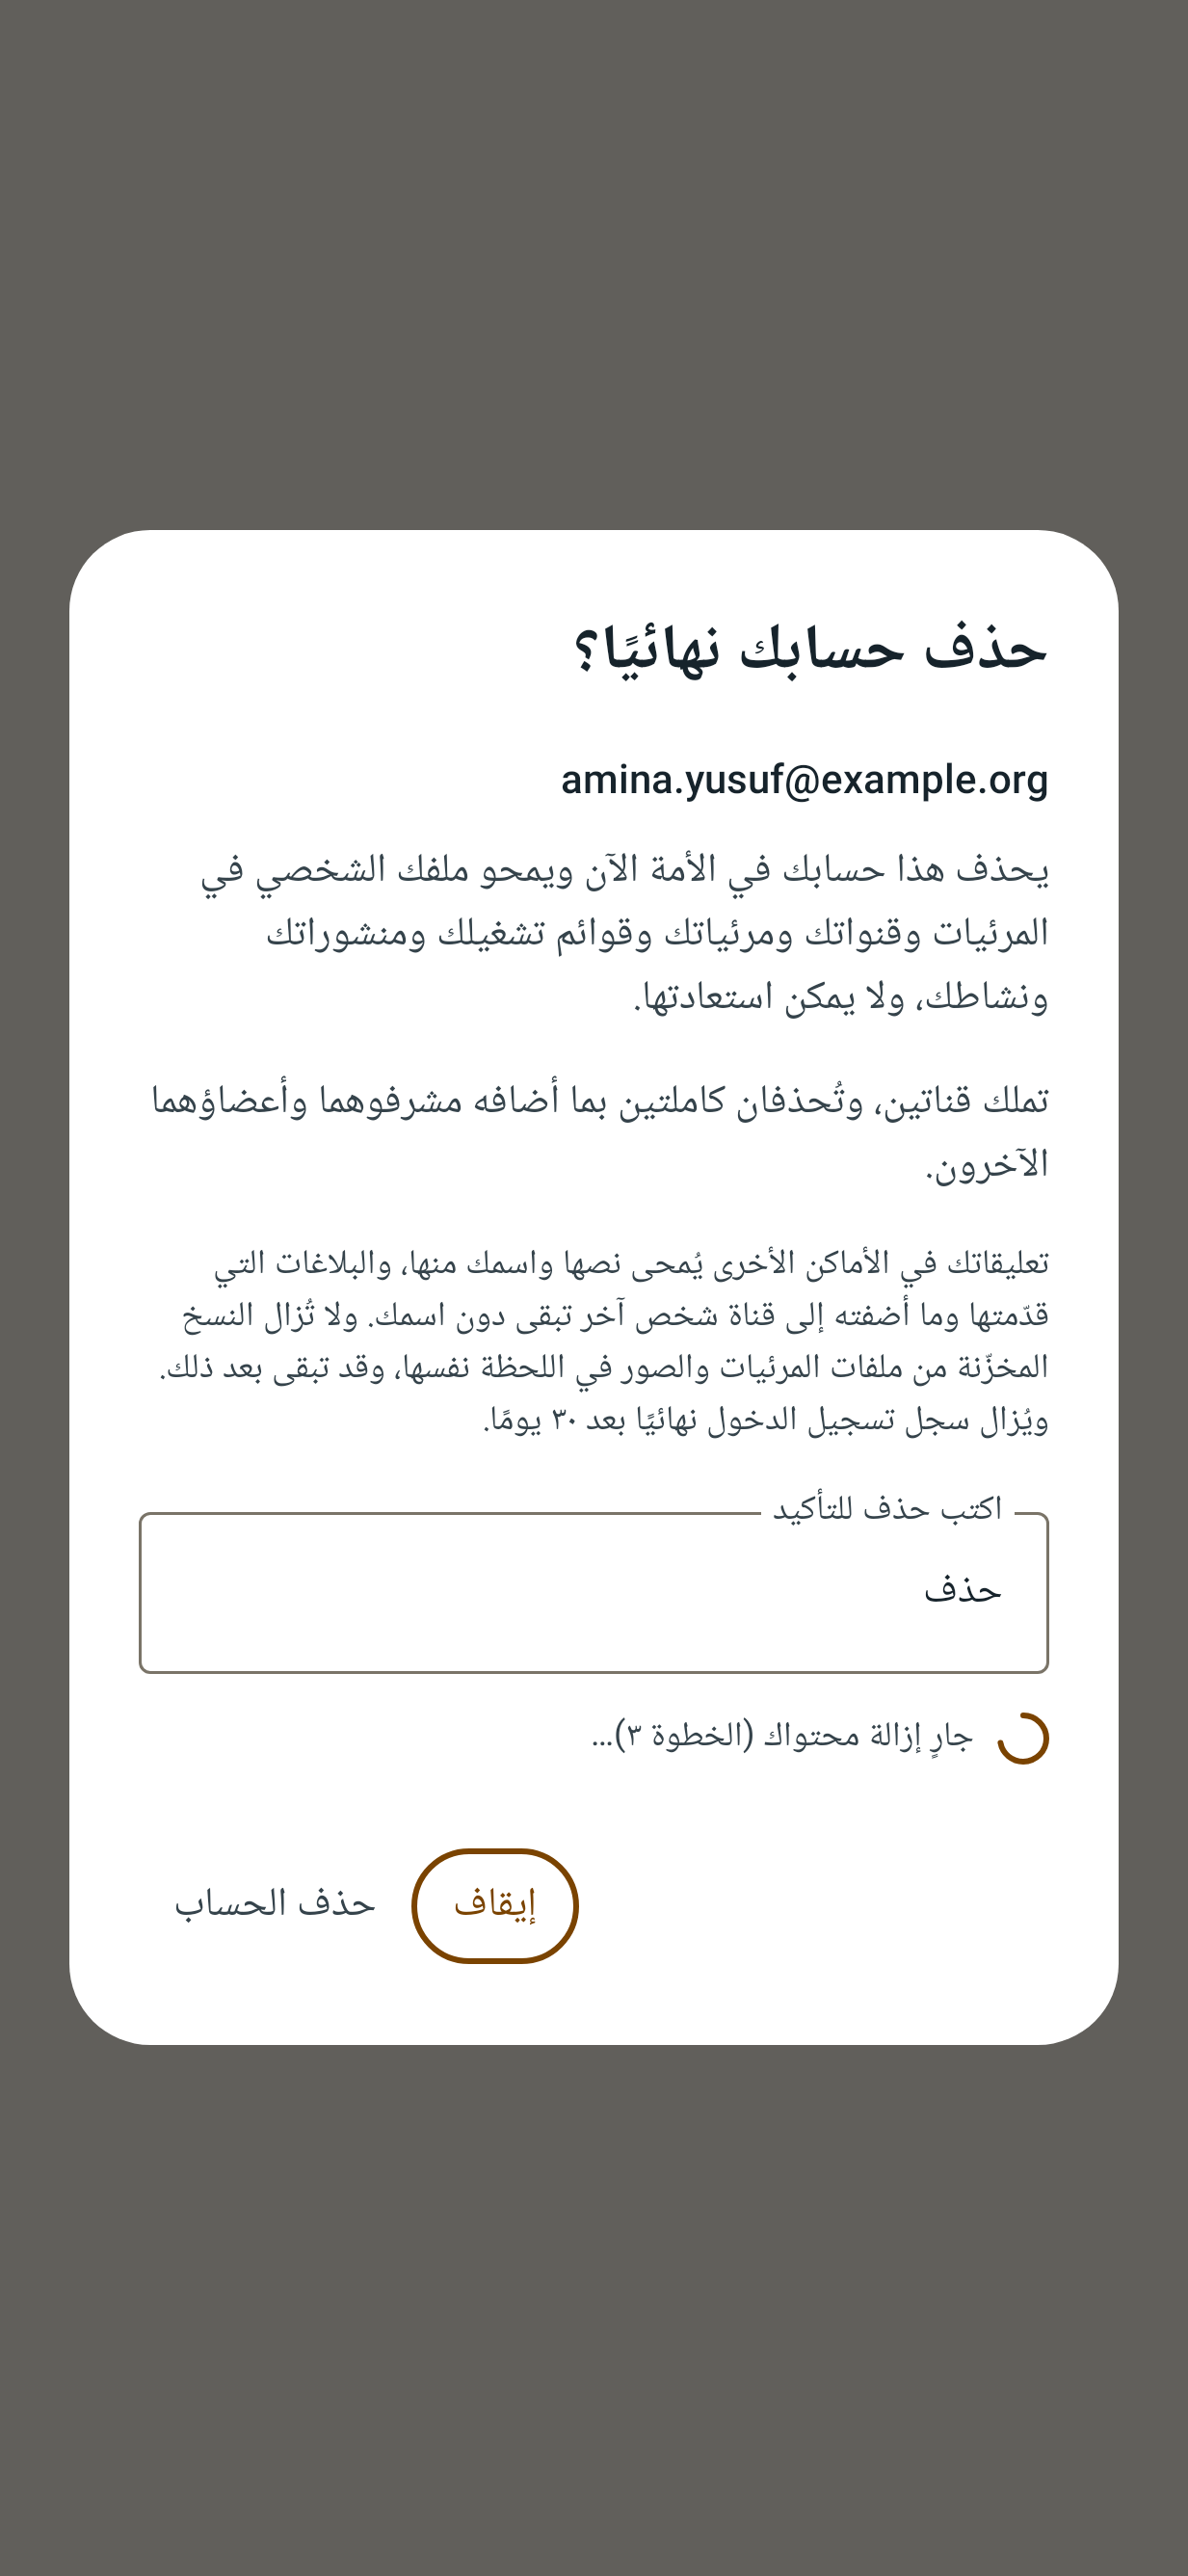 حذف حسابك نهائيًا؟
amina.yusuf@example.org
يحذف هذا حسابك في الأمة الآن ويمحو ملفك الشخصي في
المرئيات وقنواتك ومرئياتك وقوائم تشغيلك ومنشوراتك
ونشاطك، ولا يمكن استعادتها.
تملك قناتين، وتُحذفان كاملتين بما أضافه مشرفوهما وأعضاؤهما
الآخرون.
تعليقاتك في الأماكن الأخرى يُمحى نصها واسمك منها، والبلاغات التي
قدّمتها وما أضفته إلى قناة شخص آخر تبقى دون اسمك. ولا تُزال النسخ
المخزّنة من ملفات المرئيات والصور في اللحظة نفسها، وقد تبقى بعد ذلك.
ويُزال سجل تسجيل الدخول نهائيًا بعد ٣٠ يومًا.
اكتب حذف للتأكيد
حذف
جارٍ إزالة محتواك (الخطوة ٣)…
إيقاف
حذف الحساب